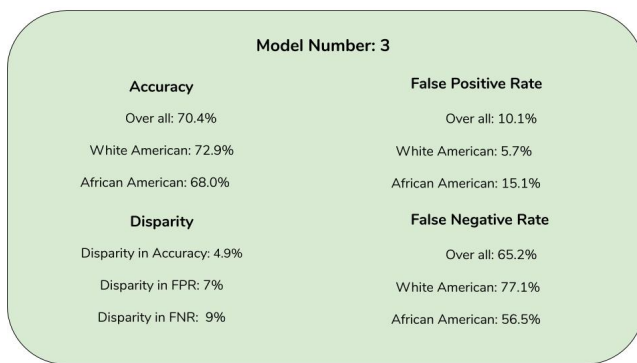 Model Number: 3
Accuracy
Over all: 70.4%
White American: 72.9%
African American: 68.0%
False Positive Rate
Over all: 10.1%
White American: 5.7%
African American: 15.1%
Disparity
Disparity in Accuracy: 4.9%
Disparity in FPR: 7%
Disparity in FNR: 9%
False Negative Rate
Over all: 65.2%
White American: 77.1%
African American: 56.5%